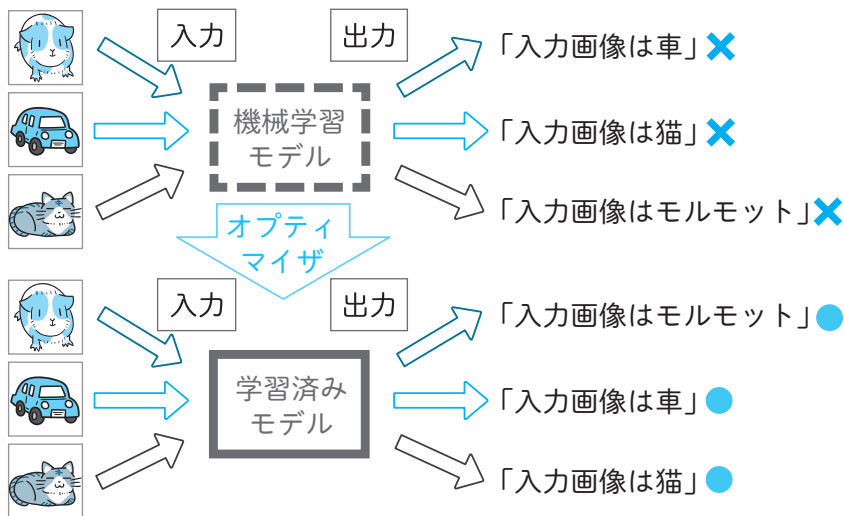 入力
出力
「入力画像は車」
機械学習
モデル
「入力画像は猫」
「入力画像はモルモット」
オプティ
マイザ
入力
出力
「入力画像はモルモット」
学習済み
モデル
「入力画像は車」
「入力画像は猫」